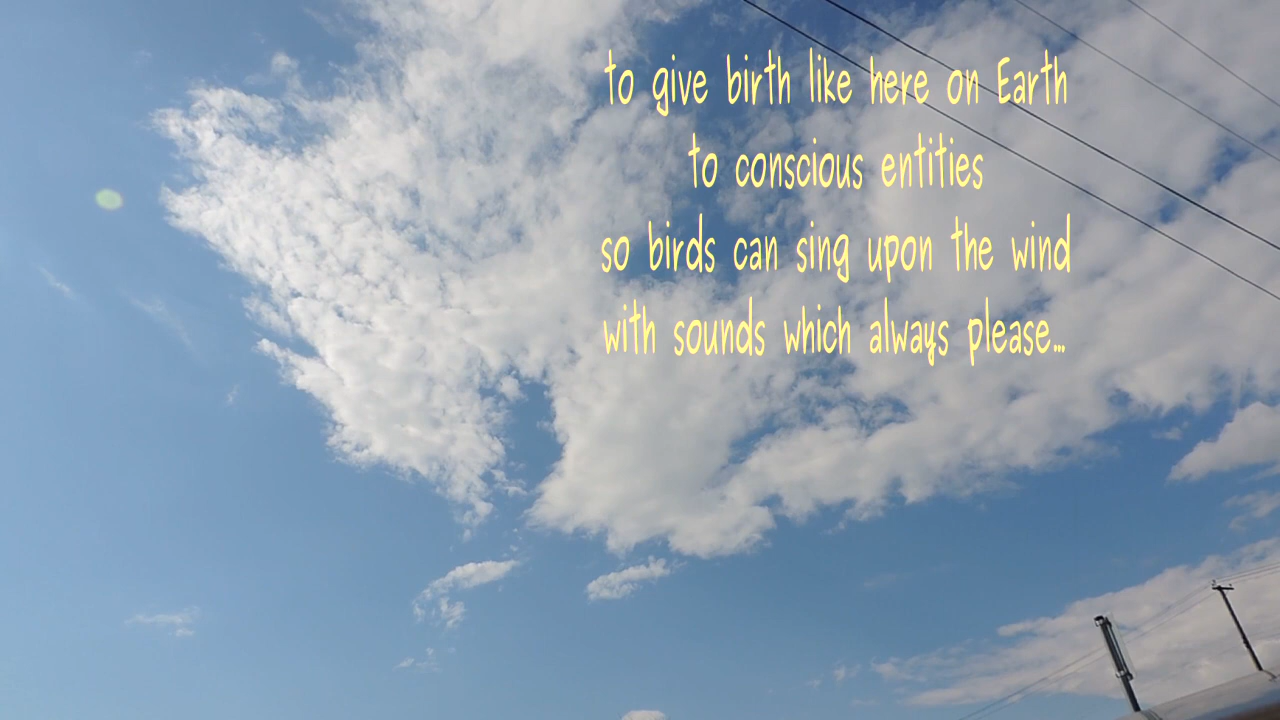 to give birth like here on Earth
to conscious entities
so birds can sing upon the wind
with sounds which always please...